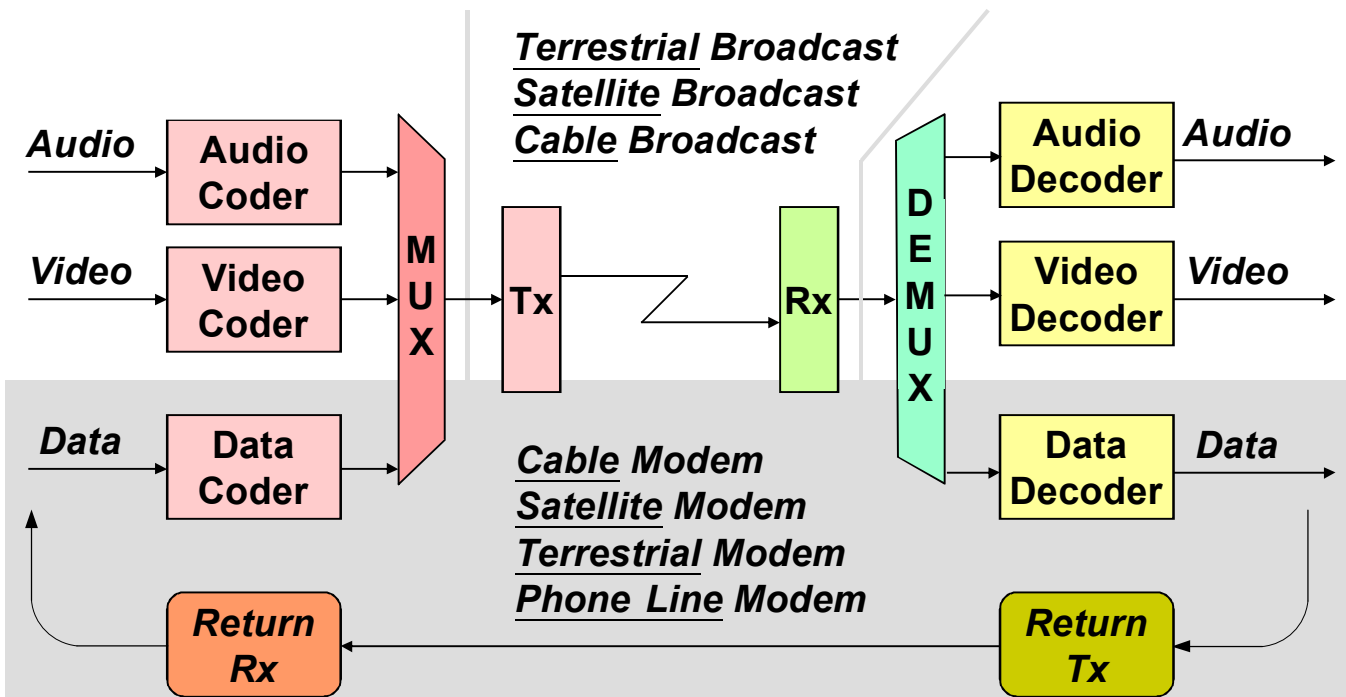 Terrestrial Broadcast
Satellite Broadcast
Cable Broadcast
Audio
Audio
Coder
Video
Video
Coder
Data
Data
Coder
MUX
Tx
Rx
DEMUX
Audio
Decoder
Audio
Video
Decoder
Video
Data
Decoder
Data
Cable Modem
Satellite Modem
Terrestrial Modem
Phone Line Modem
Return
Rx
Return
Tx